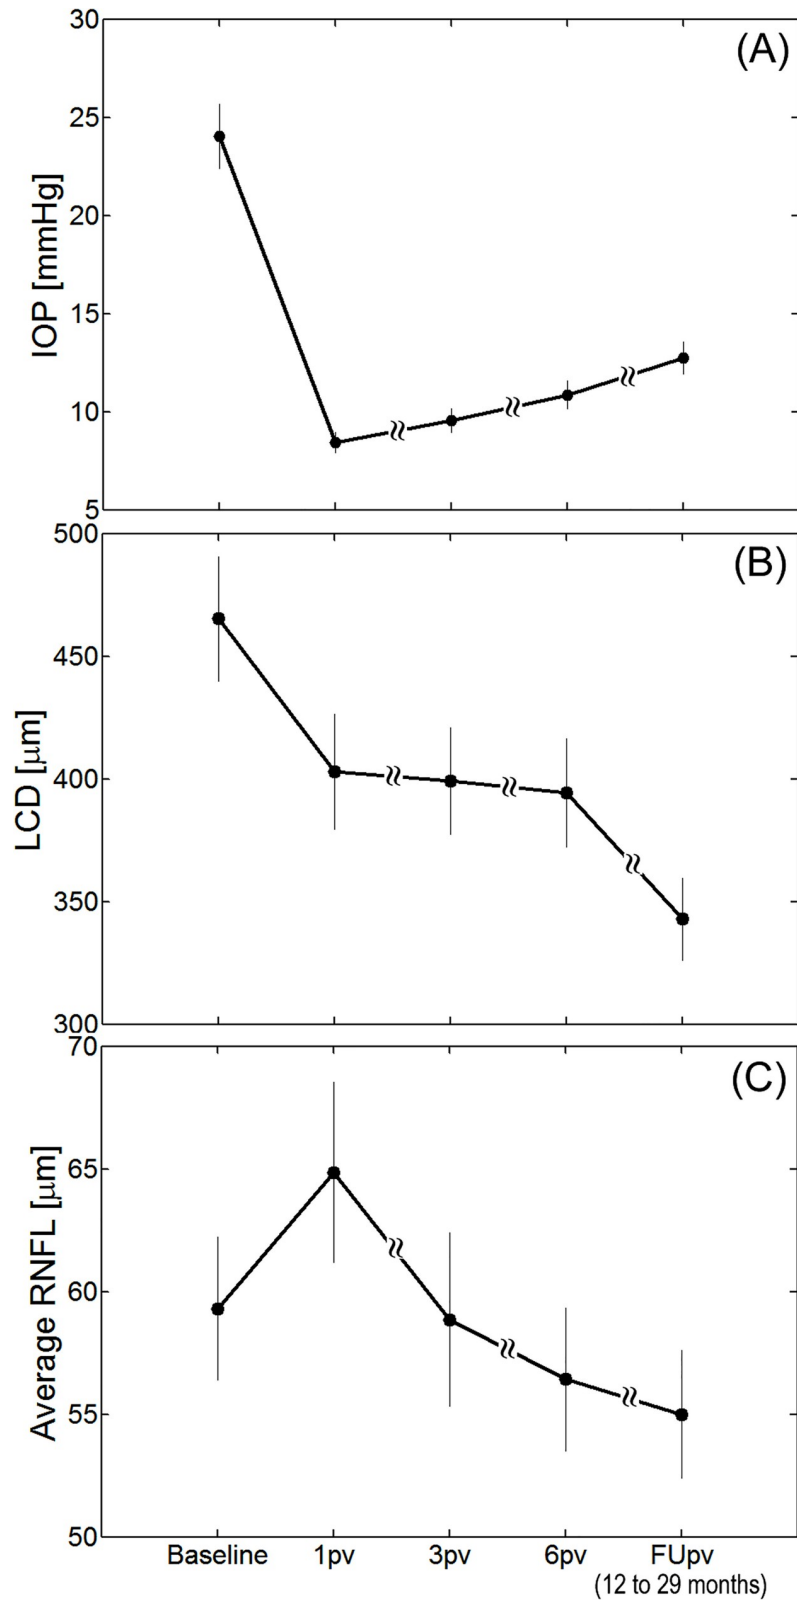 (A)
IOP [mmHg]
30
25
20
15
10
5
(B)
LCD [μm]
500
450
400
350
300
(C)
Average RNFL [μm]
70
65
60
55
50
Baseline 1pv 3pv 6pv FUpv
(12 to 29 months)